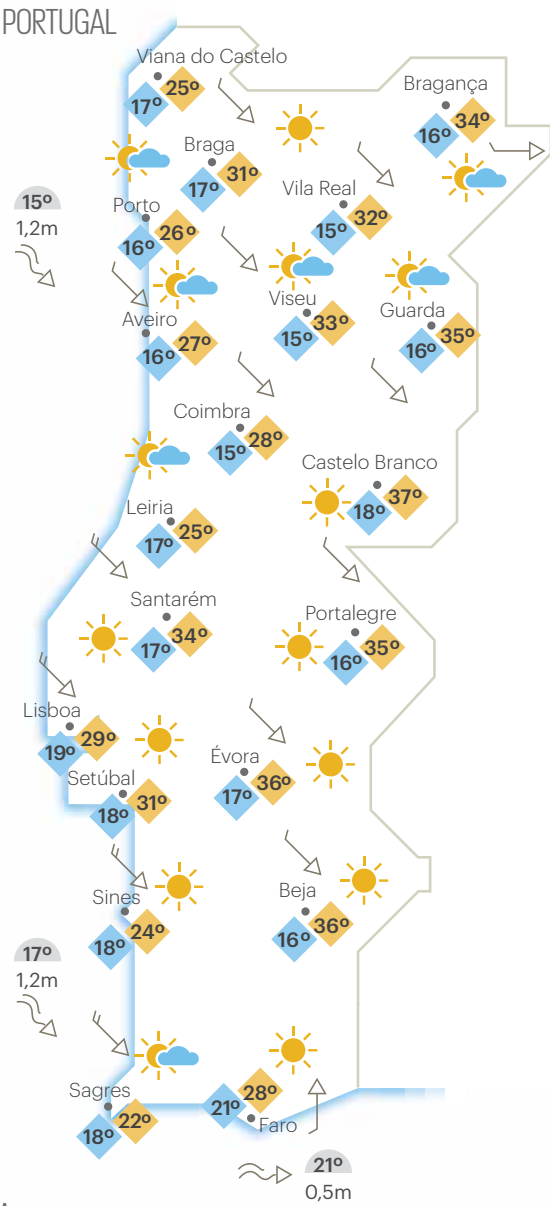 PORTUGAL
Viana do Castelo
17º 25º
Bragança
16º 34º
Braga
17º 31º
Vila Real
15º 32º
15º
1,2m
Porto
16º 26º
Viseu
15º 33º
Guarda
16º 35º
Aveiro
16º 27º
Coimbra
15º 28º
Castelo Branco
18º 37º
Leiria
17º 25º
Santarém
17º 34º
Portalegre
16º 35º
Lisboa
19º 29º
Évora
17º 36º
Setúbal
18º 31º
Sines
18º 24º
Beja
16º 36º
17º
1,2m
Sagres
18º 22º
21º 28º
Faro
21º
0,5m